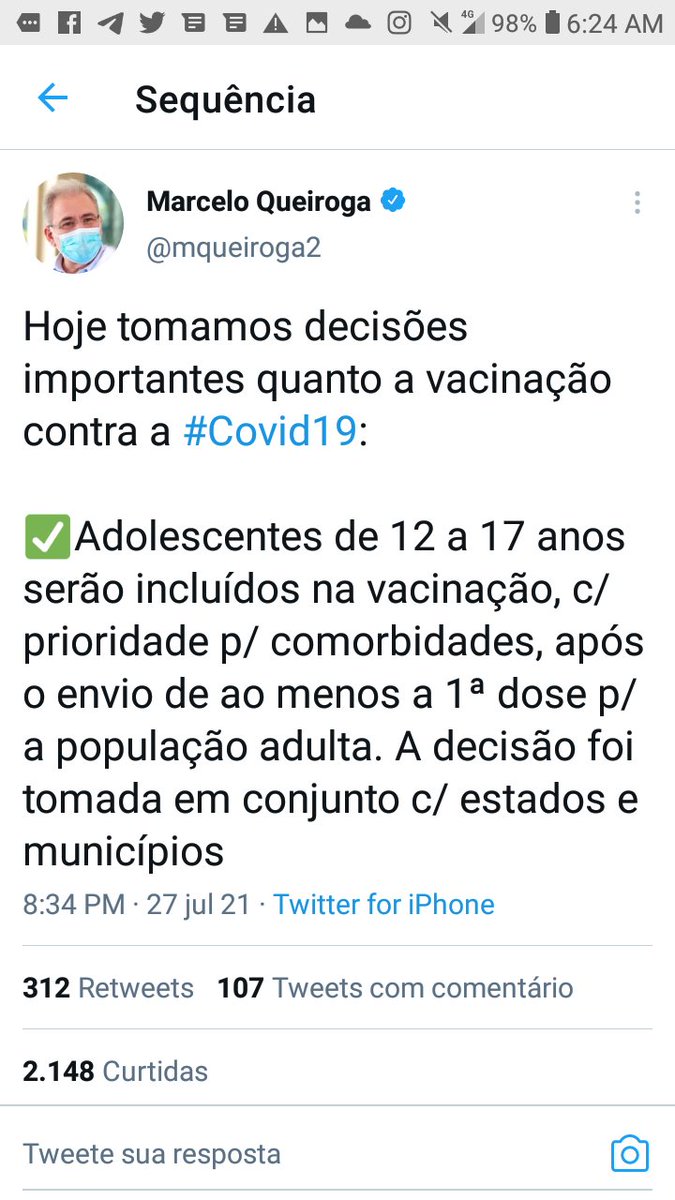 4G 98% 6:24 AM
Sequência
Marcelo Queiroga
@mqueiroga2
Hoje tomamos decisões
importantes quanto a vacinação
contra a #Covid19:
✅Adolescentes de 12 a 17 anos
serão incluídos na vacinação, c/
prioridade p/ comorbidades, após
o envio de ao menos a 1ª dose p/
a população adulta. A decisão foi
tomada em conjunto c/ estados e
municípios
8:34 PM · 27 jul 21 · Twitter for iPhone
312 Retweets 107 Tweets com comentário
2.148 Curtidas
Tweete sua resposta